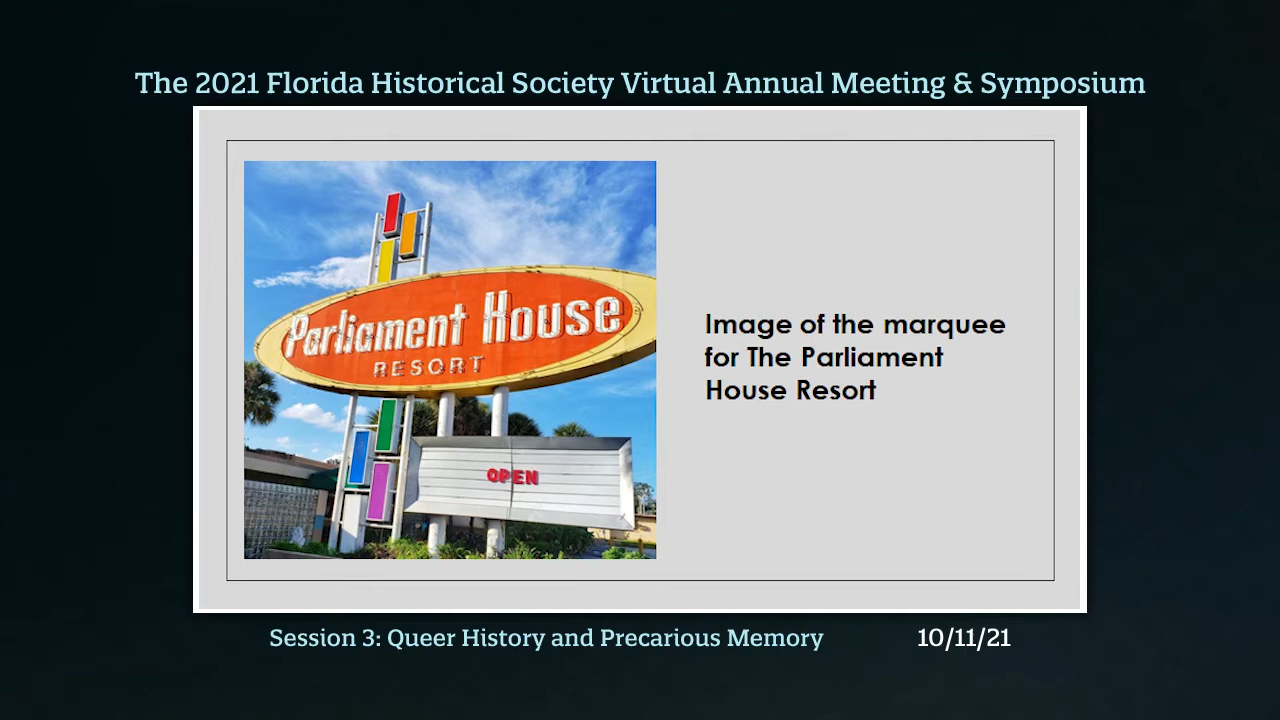 The 2021 Florida Historical Society Virtual Annual Meeting & Symposium
Parliament House
RESORT
OPEN
Image of the marquee
for The Parliament
House Resort
Session 3: Queer History and Precarious Memory
10/11/21